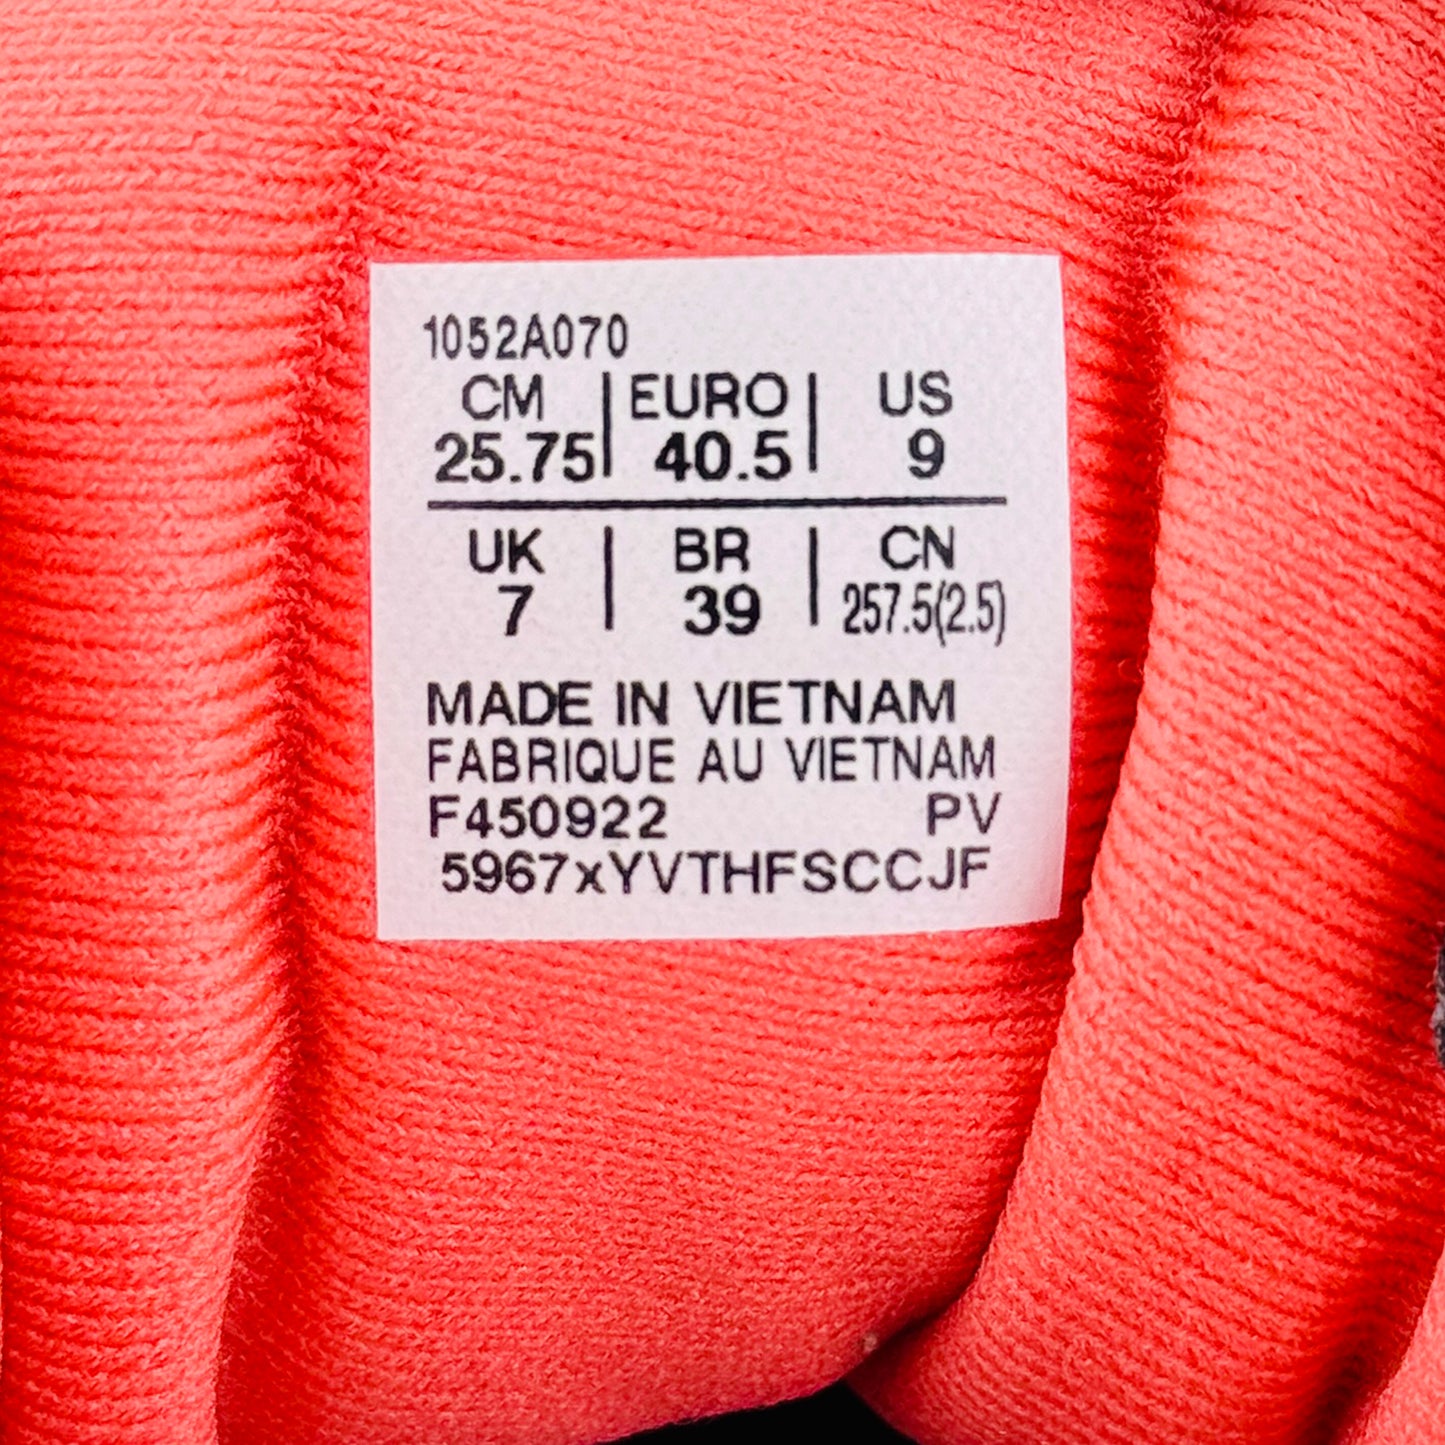 1052A070
CM | EURO | US
25.75 | 40.5 | 9
UK | BR | CN
7 | 39 | 257.5(2.5)
MADE IN VIETNAM
FABRIQUE AU VIETNAM
F450922 PV
5967xYVTHFSCCJF